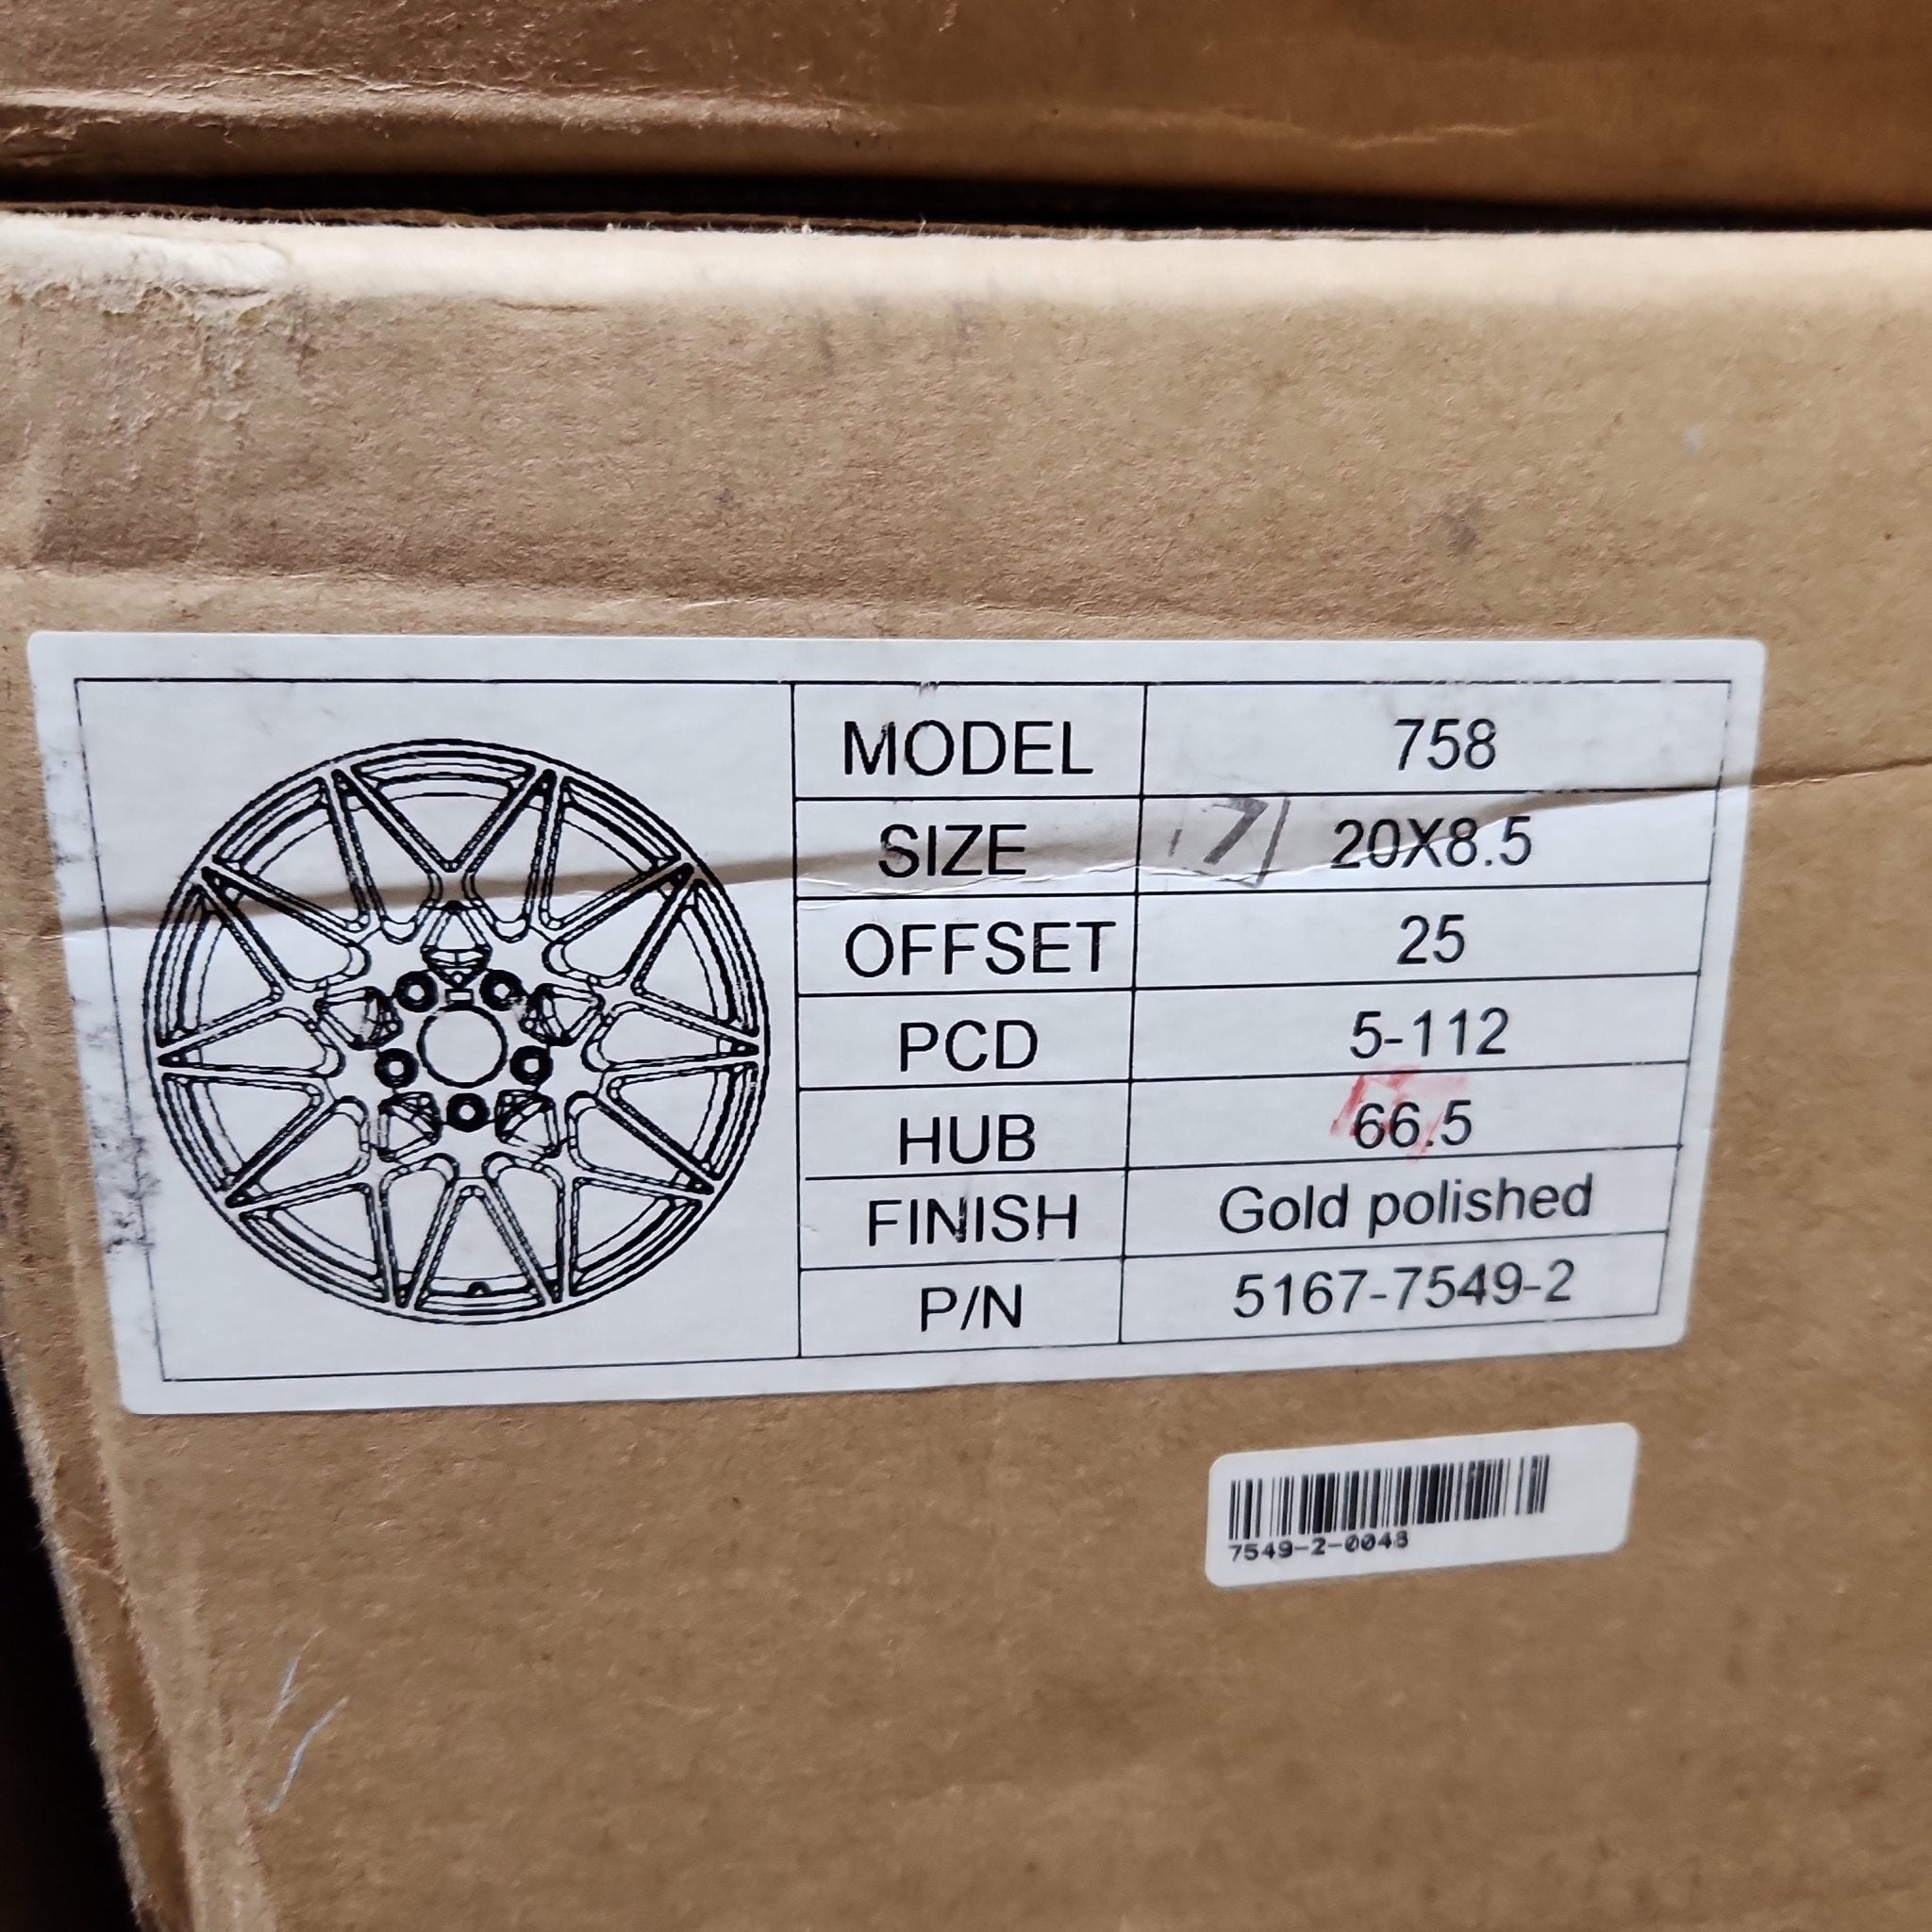 MODEL 758
SIZE 20X8.5
OFFSET 25
PCD 5-112
HUB 66.5
FINISH Gold polished
P/N 5167-7549-2
7549-2-0048